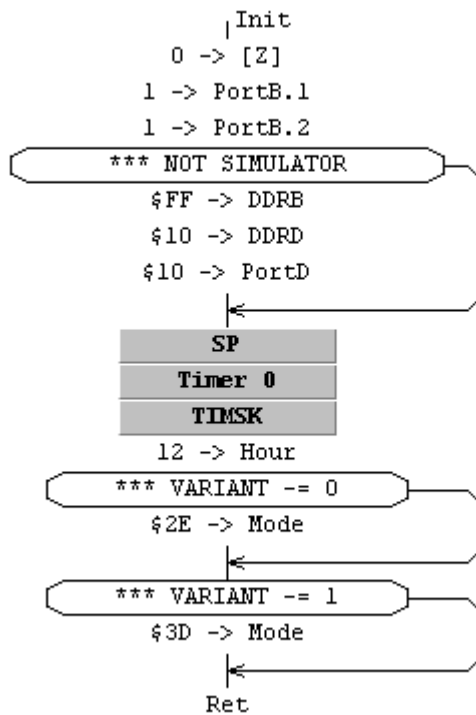 Init
0 -> [Z]
1 -> PortB.1
1 -> PortB.2
*** NOT SIMULATOR
$FF -> DDRB
$10 -> DDRD
$10 -> PortD
SP
Timer 0
TIMSK
12 -> Hour
*** VARIANT -= 0
$2E -> Mode
*** VARIANT -= 1
$3D -> Mode
Ret